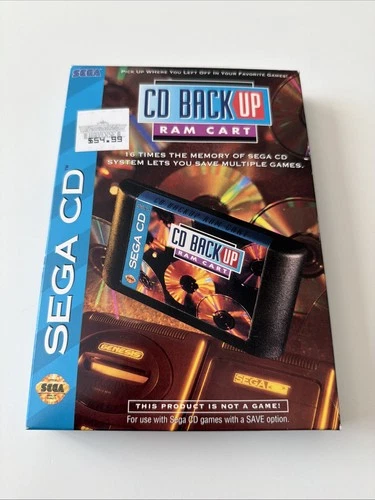 SEGA
PICK UP WHERE YOU LEFT OFF IN YOUR FAVORITE GAMES!
CD BACK UP
RAM CART
$54.99
16 TIMES THE MEMORY OF SEGA CD
SYSTEM LETS YOU SAVE MULTIPLE GAMES.
SEGA CD
SEGA CD
CD BACK UP
RAM CART
GENESIS
SEGA CD
SEGA
THIS PRODUCT IS NOT A GAME!
For use with Sega CD games with a SAVE option.